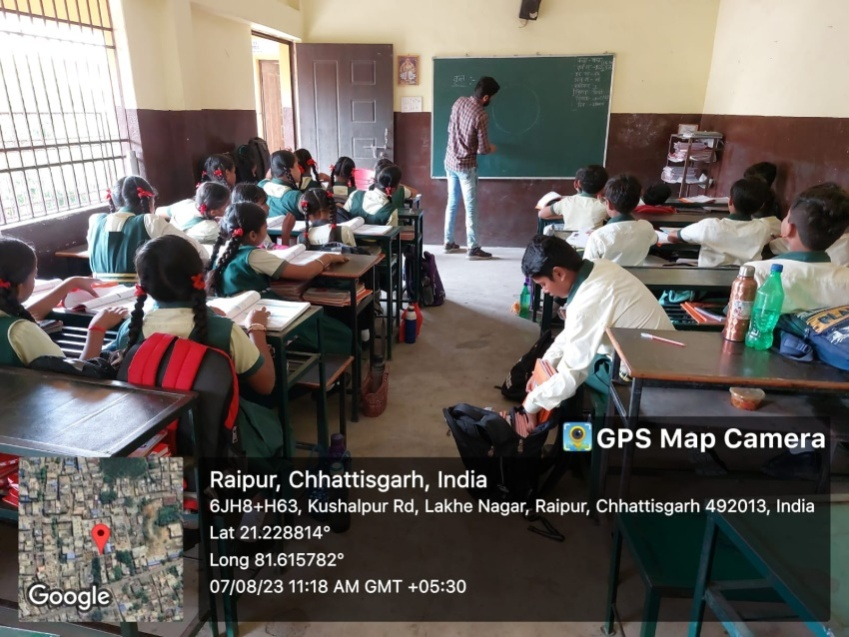 GPS Map Camera
Raipur, Chhattisgarh, India
6JH8+H63, Kushalpur Rd, Lakhe Nagar, Raipur, Chhattisgarh 492013, India
Lat 21.228814°
Long 81.615782°
07/08/23 11:18 AM GMT +05:30
Google